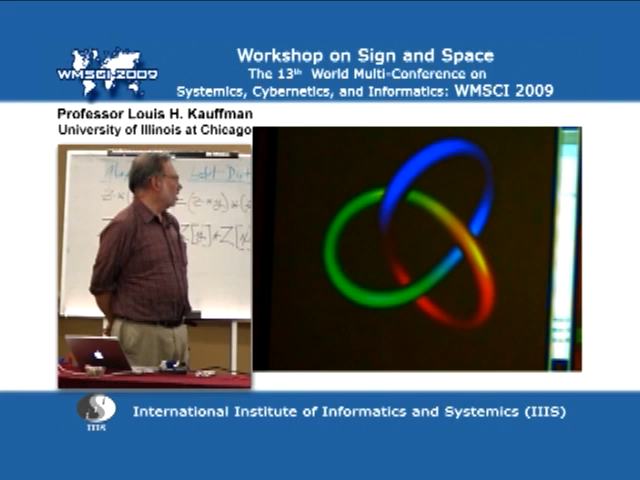 WMSCI 2009
Workshop on Sign and Space
The 13th World Multi-Conference on
Systemics, Cybernetics, and Informatics: WMSCI 2009
Professor Louis H. Kauffman
University of Illinois at Chicago
IIIS
International Institute of Informatics and Systemics (IIIS)